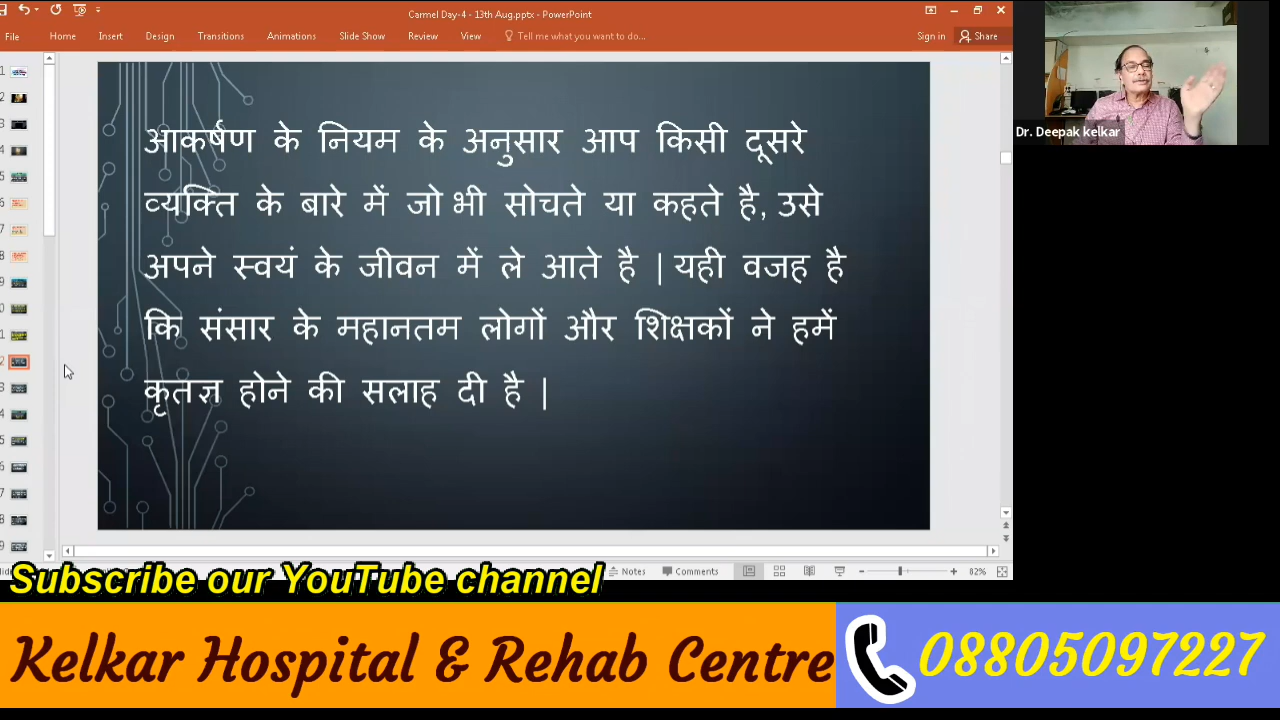 Carmel Day-4 - 13th Aug.pptx - PowerPoint
File Home Insert Design Transitions Animations Slide Show Review View Tell me what you want to do... Sign in Share
आकर्षण के नियम के अनुसार आप किसी दूसरे
व्यक्ति के बारे में जो भी सोचते या कहते है, उसे
अपने स्वयं के जीवन में ले आते है | यही वजह है
कि संसार के महानतम लोगों और शिक्षकों ने हमें
कृतज्ञ होने की सलाह दी है |
Dr. Deepak kelkar
Notes Comments 82%
Subscribe our YouTube channel
Kelkar Hospital & Rehab Centre
08805097227